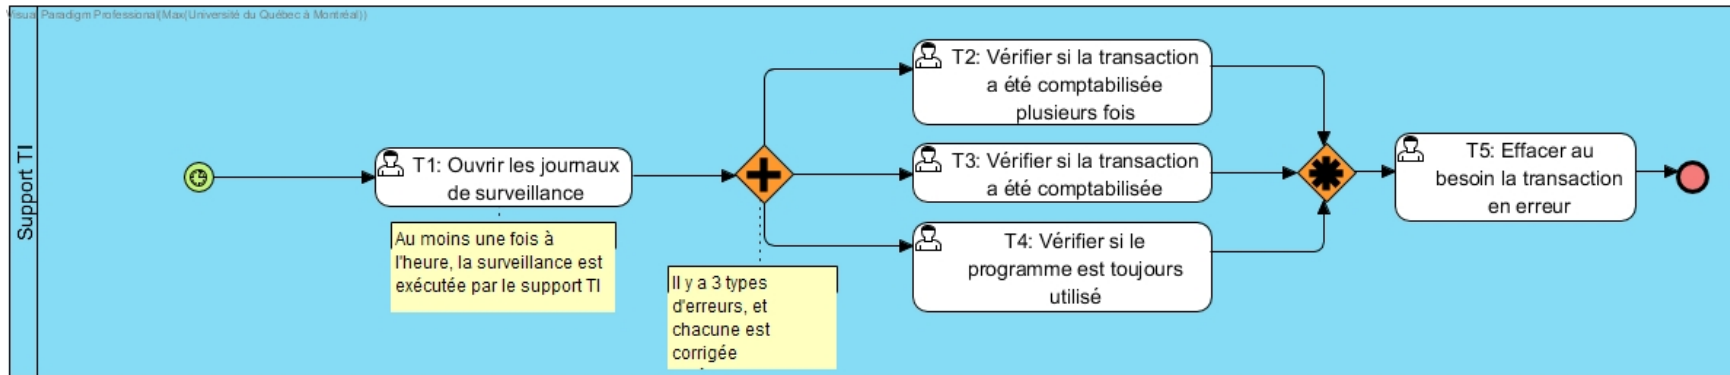 Visual Paradigm Professional(Max(Université du Québec à Montréal))
Support TI
T1: Ouvrir les journaux
de surveillance
Au moins une fois à
l'heure, la surveillance est
exécutée par le support TI
Il y a 3 types
d'erreurs, et
chacune est
corrigée
T2: Vérifier si la transaction
a été comptabilisée
plusieurs fois
T3: Vérifier si la transaction
a été comptabilisée
T4: Vérifier si le
programme est toujours
utilisé
T5: Effacer au
besoin la transaction
en erreur